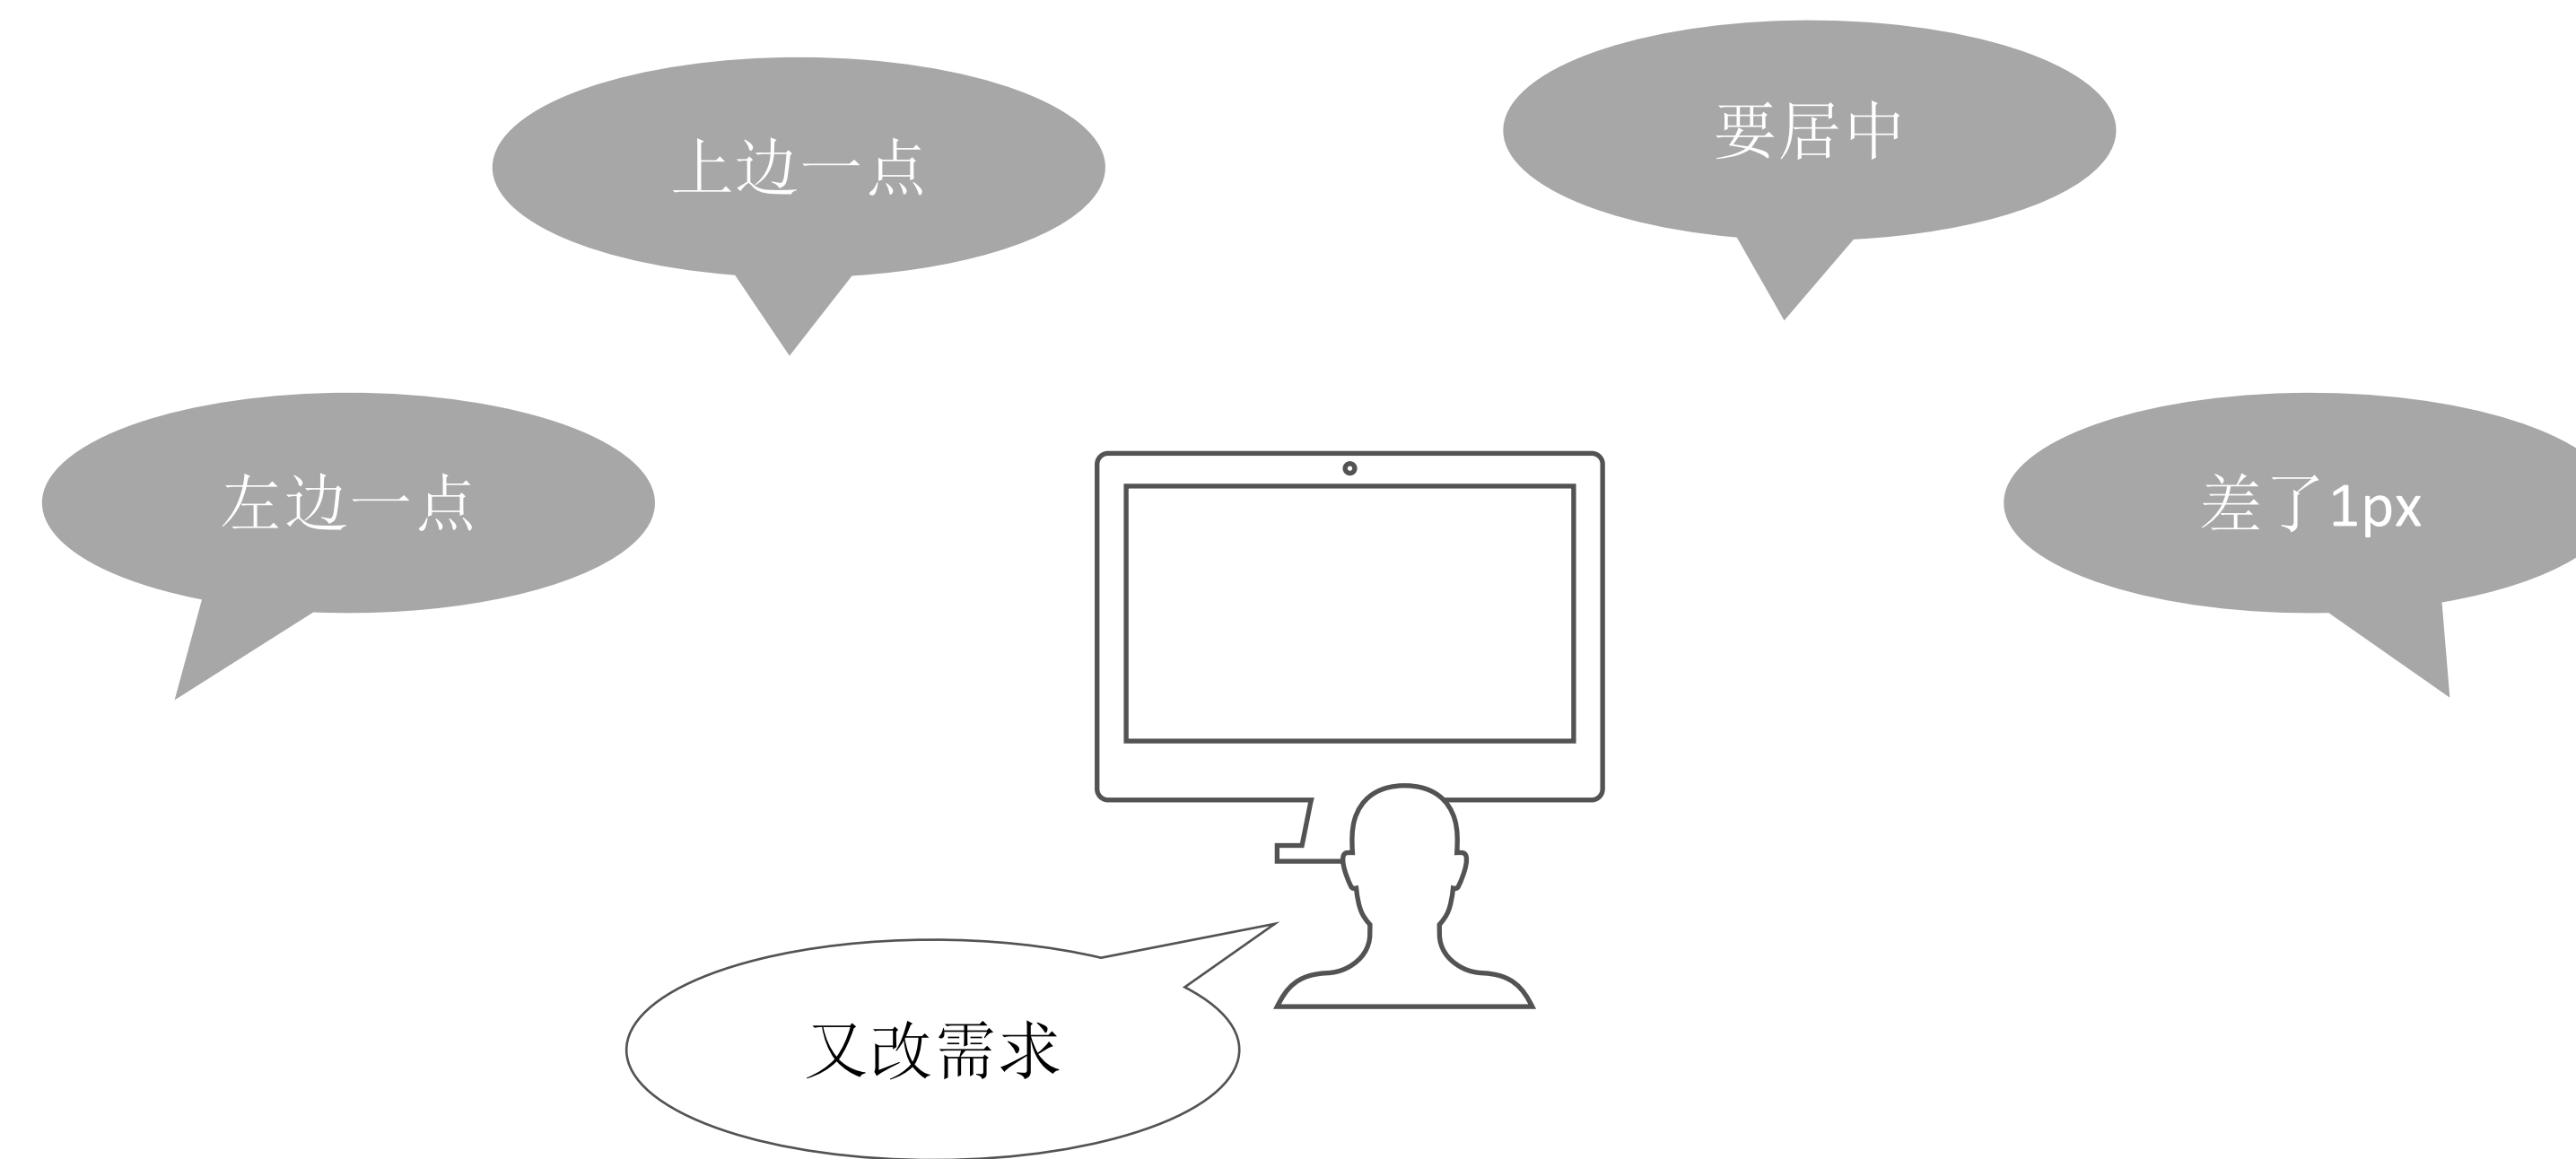 要居中
上边一点
左边一点
差了1px
又改需求